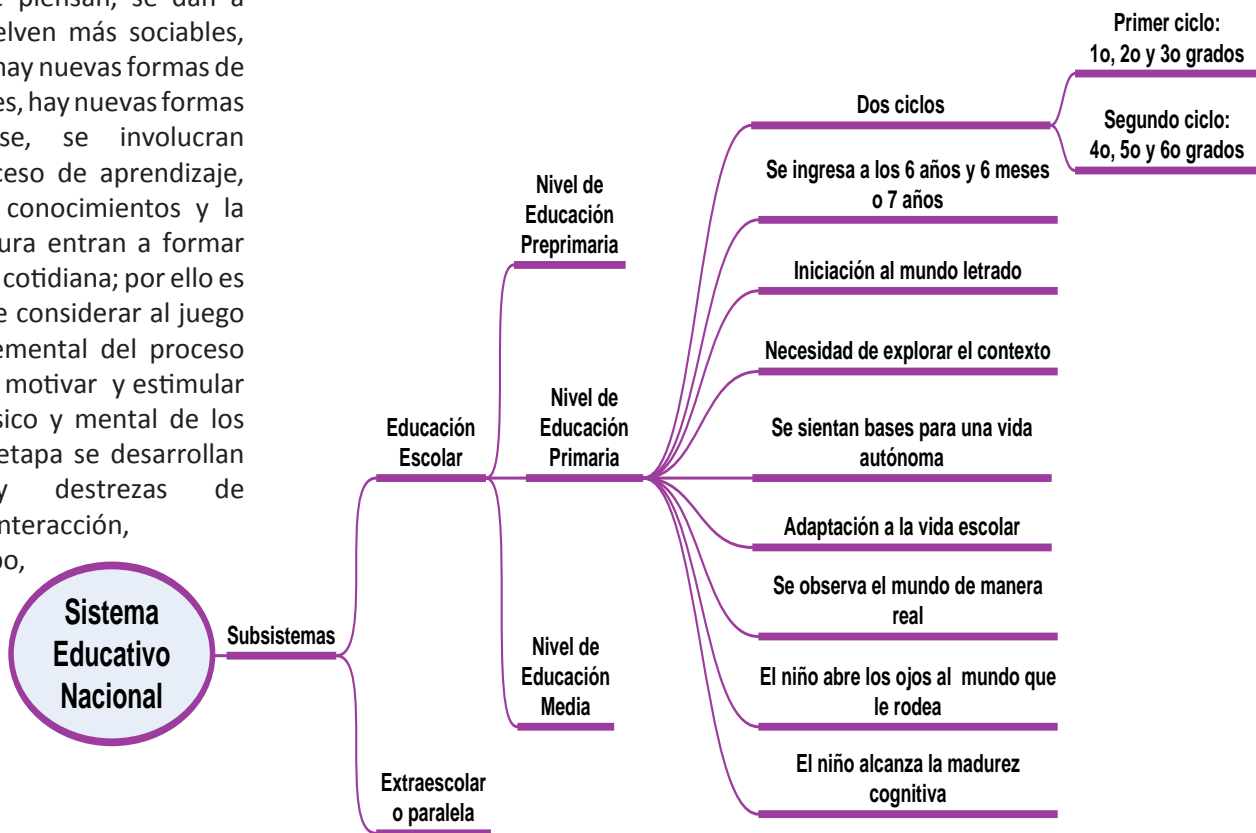 e piensan, se dan a
elven más sociables,
hay nuevas formas de
es, hay nuevas formas
se, se involucran
ceso de aprendizaje,
conocimientos y la
ura entran a formar
cotidiana; por ello es
e considerar al juego
emental del proceso
motivar y estimular
sico y mental de los
etapa se desarrollan
y destrezas de
nteracción,
po,
Sistema
Educativo
Nacional
Subsistemas
Educación
Escolar
Extraescolar
o paralela
Nivel de
Educación
Preprimaria
Nivel de
Educación
Primaria
Nivel de
Educación
Media
Dos ciclos
Primer ciclo:
1o, 2o y 3o grados
Segundo ciclo:
4o, 5o y 6o grados
Se ingresa a los 6 años y 6 meses
o 7 años
Iniciación al mundo letrado
Necesidad de explorar el contexto
Se sientan bases para una vida
autónoma
Adaptación a la vida escolar
Se observa el mundo de manera
real
El niño abre los ojos al mundo que
le rodea
El niño alcanza la madurez
cognitiva